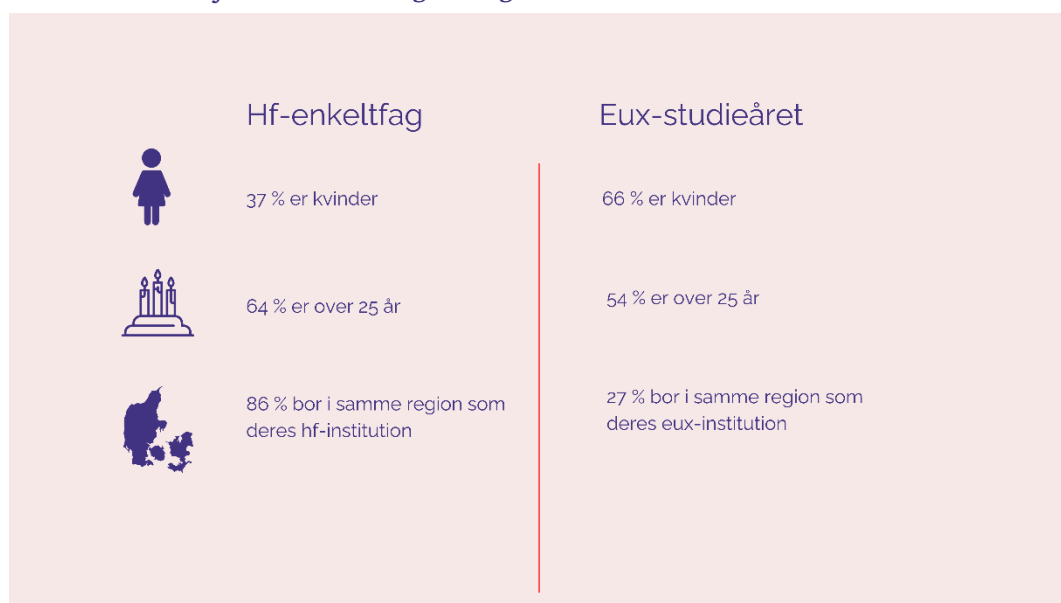 Hf-enkeltfag
Eux-studieåret
37 % er kvinder
66 % er kvinder
64 % er over 25 år
54 % er over 25 år
86 % bor i samme region som
deres hf-institution
27 % bor i samme region som
deres eux-institution